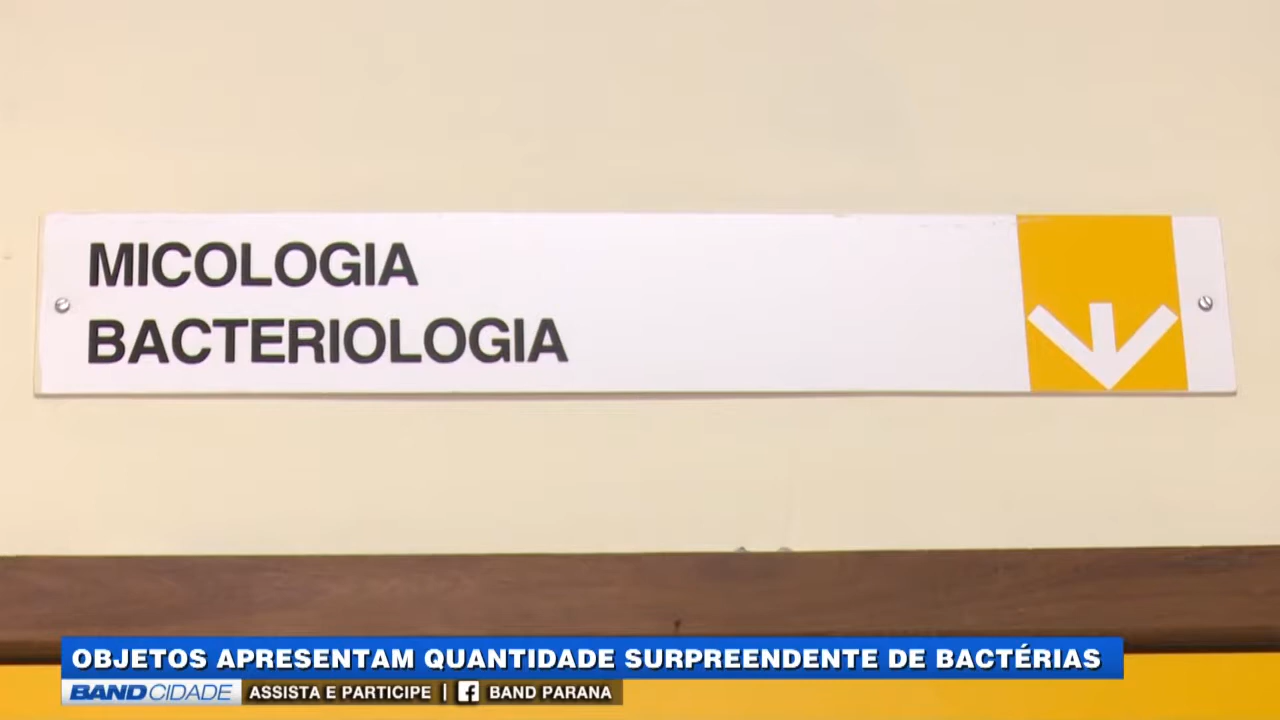 MICOLOGIA
BACTERIOLOGIA
OBJETOS APRESENTAM QUANTIDADE SURPREENDENTE DE BACTÉRIAS
BAND CIDADE ASSISTA E PARTICIPE | BAND PARANA